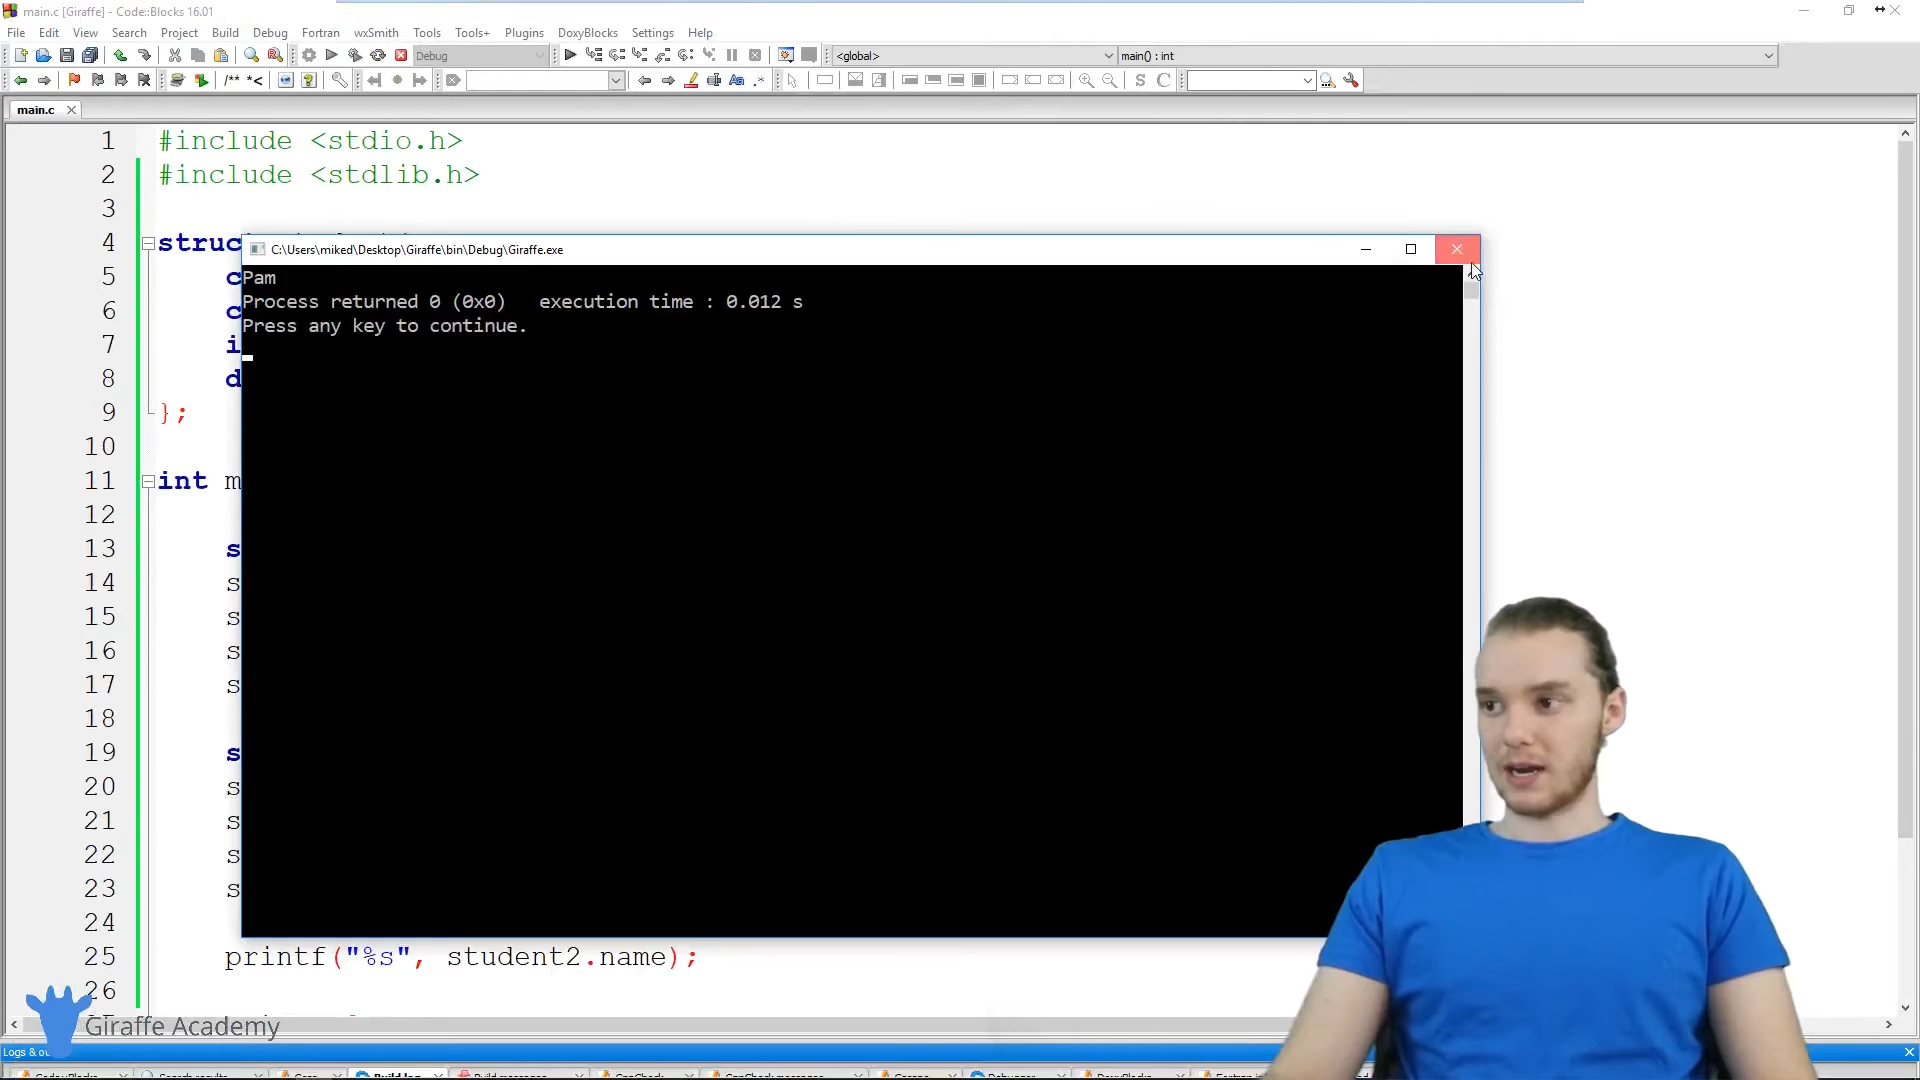 main.c [Giraffe] - Code::Blocks 16.01
File Edit View Search Project Build Debug Fortran wxSmith Tools Tools+ Plugins DoxyBlocks Settings Help
Debug <global> main() : int
/** *<
main.c
1 #include <stdio.h>
2 #include <stdlib.h>
3
4 struc
C:\Users\miked\Desktop\Giraffe\bin\Debug\Giraffe.exe
5 c
Pam
Process returned 0 (0x0) execution time : 0.012 s
6 c
Press any key to continue.
7 i
8 d
9 };
10
11 int m
12
13 s
14 s
15 s
16 s
17 s
18
19 s
20 s
21 s
22 s
23 s
24
25 printf("%s", student2.name);
26
Giraffe Academy
Logs & o